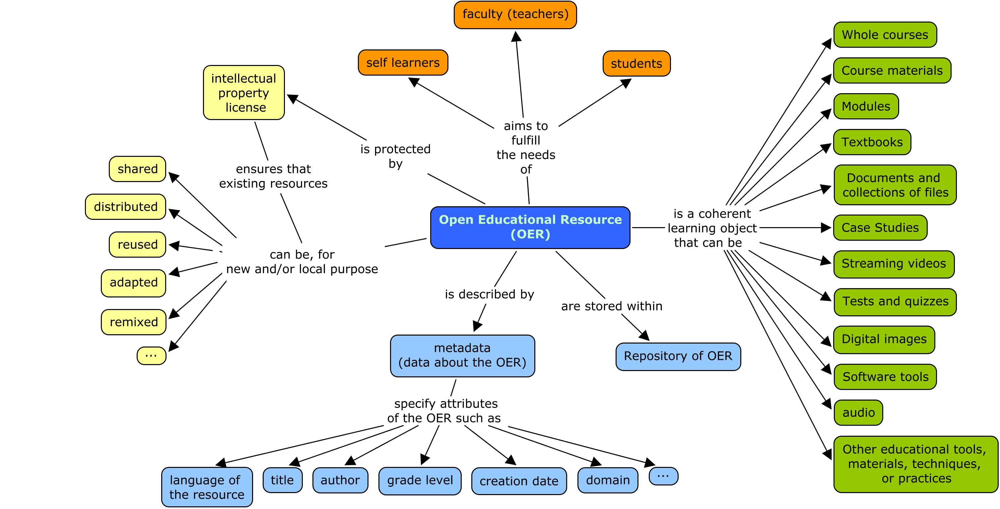 faculty (teachers)
self learners
students
intellectual
property
license
aims to
fulfill
the needs
of
is protected
by
ensures that
existing resources
shared
distributed
reused
adapted
remixed
...
can be, for
new and/or local purpose
Open Educational Resource
(OER)
is a coherent
learning object
that can be
Whole courses
Course materials
Modules
Textbooks
Documents and
collections of files
Case Studies
Streaming videos
Tests and quizzes
Digital images
Software tools
audio
Other educational tools,
materials, techniques,
or practices
is described by
are stored within
metadata
(data about the OER)
Repository of OER
specify attributes
of the OER such as
language of
the resource
title
author
grade level
creation date
domain
...